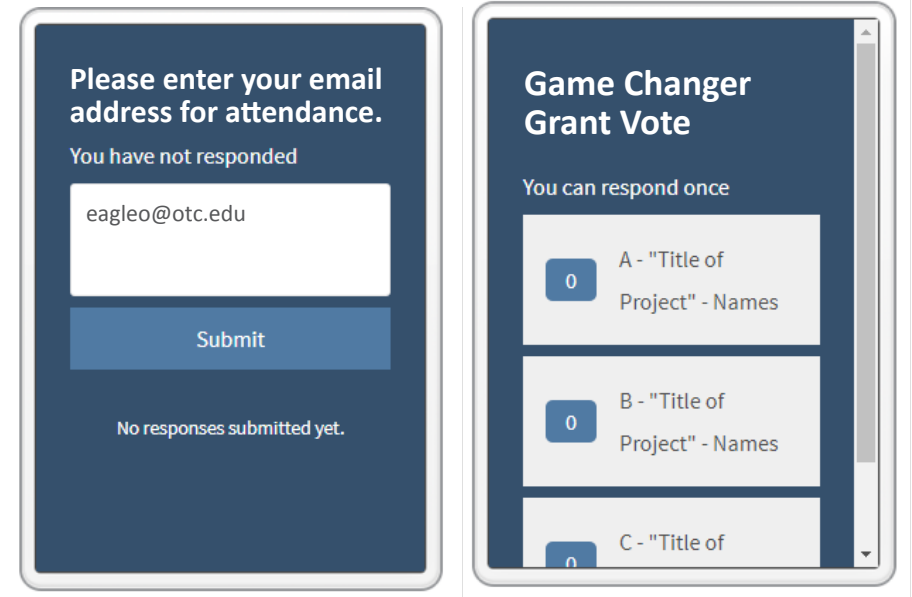 Please enter your email
address for attendance.
You have not responded
eagleo@otc.edu
Submit
No responses submitted yet.
Game Changer
Grant Vote
You can respond once
0
A - "Title of
Project" - Names
0
B - "Title of
Project" - Names
0
C - "Title of